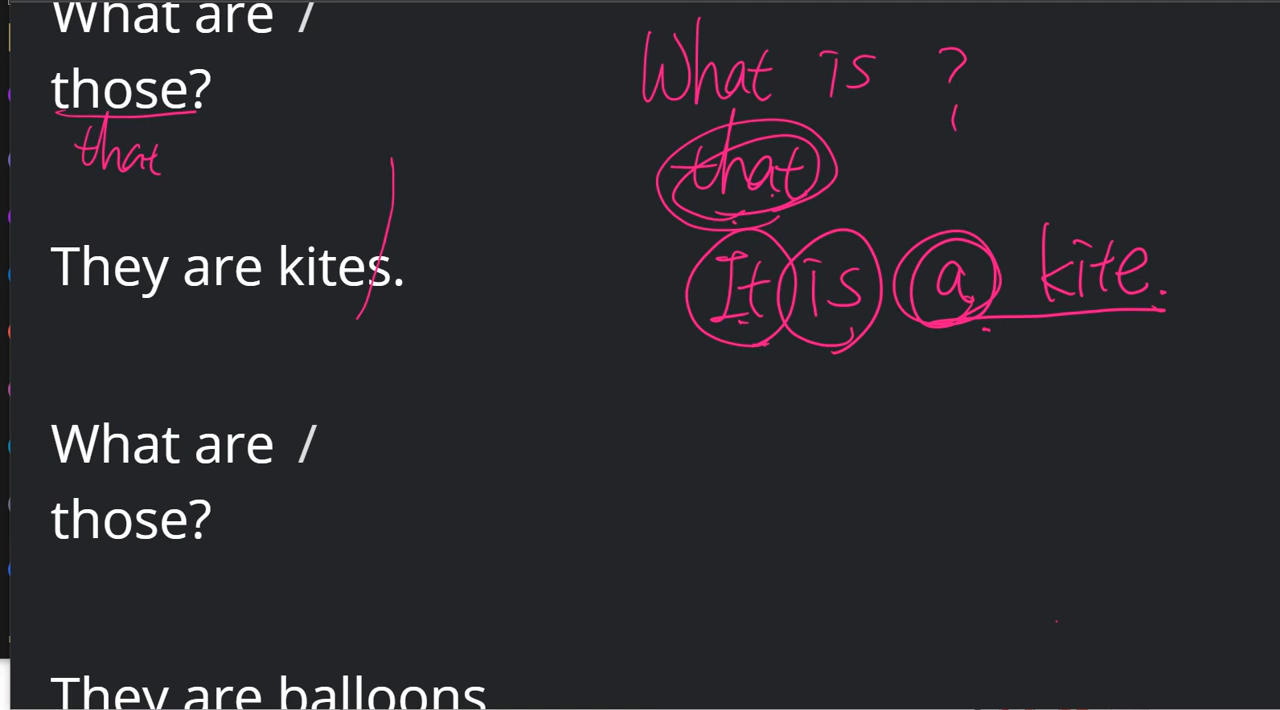 What are /
those?
that
They are kites.
What are /
those?
They are balloons
What is ?
that
It is a kite.